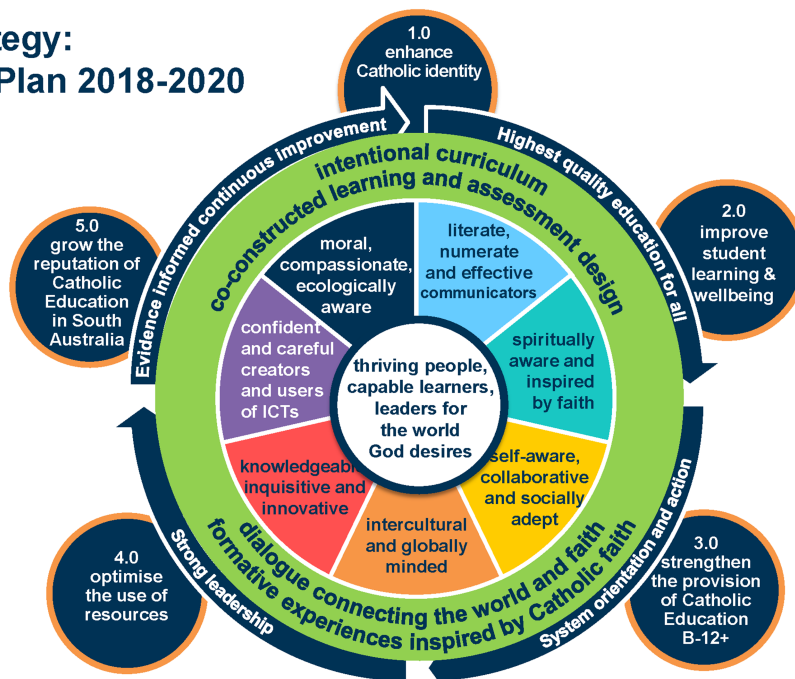 tegy:
Plan 2018-2020
1.0
enhance
Catholic identity
Highest quality education for all
2.0
improve
student
learning &
wellbeing
System orientation and action
3.0
strengthen
the provision
of Catholic
Education
B-12+
Strong leadership
4.0
optimise
the use of
resources
Evidence informed continuous improvement
5.0
grow the
reputation of
Catholic
Education
in South
Australia
intentional curriculum
co-constructed learning and assessment design
dialogue connecting the world and faith
formative experiences inspired by Catholic faith
literate,
numerate
and effective
communicators
spiritually
aware and
inspired
by faith
self-aware,
collaborative
and socially
adept
intercultural
and globally
minded
knowledgeabl
inquisitive and
innovative
confident
and careful
creators
and users
of ICTs
moral,
compassionate,
ecologically
aware
thriving people,
capable learners,
leaders for
the world
God desires